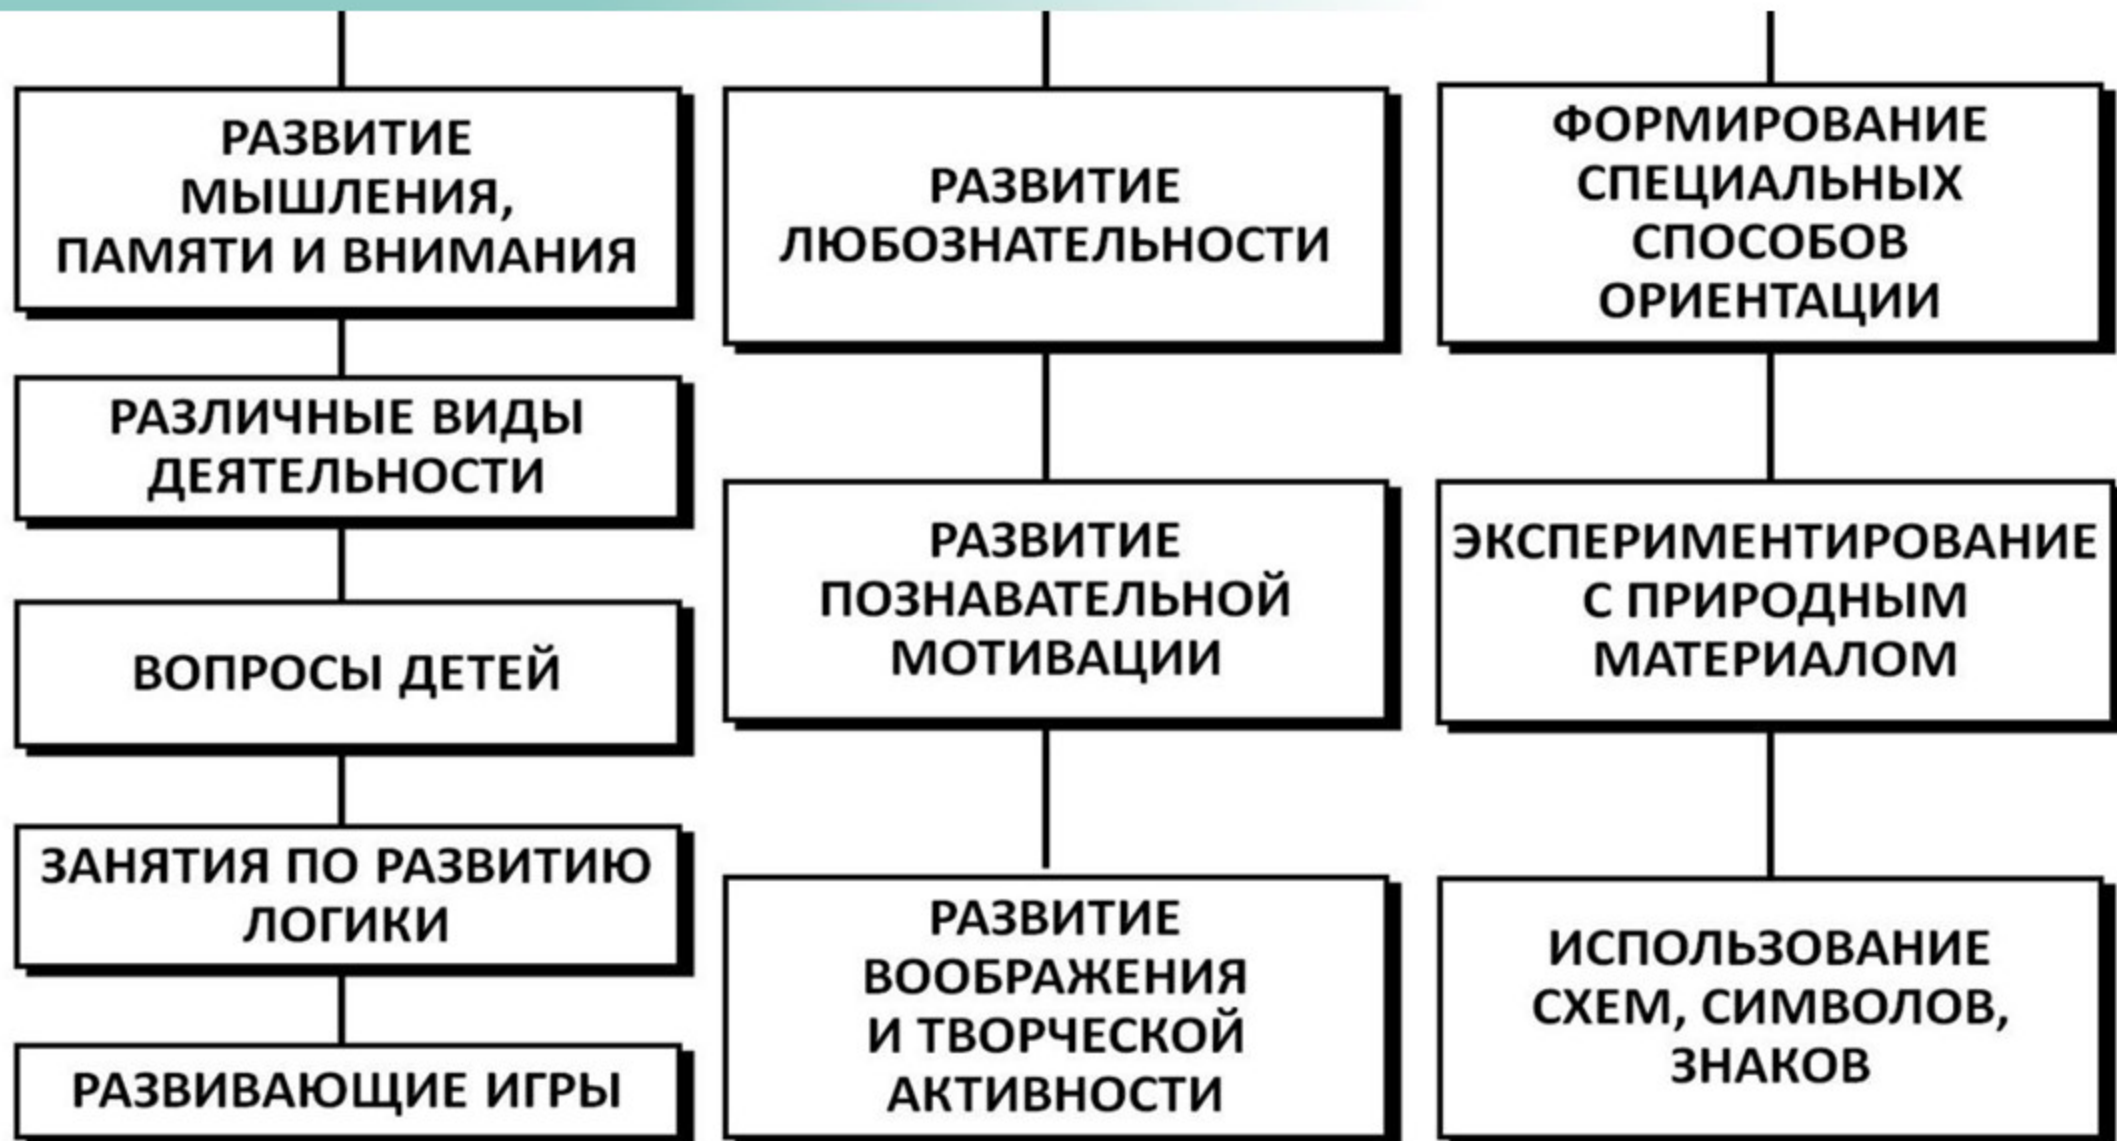 РАЗВИТИЕ
МЫШЛЕНИЯ,
ПАМЯТИ И ВНИМАНИЯ
РАЗЛИЧНЫЕ ВИДЫ
ДЕЯТЕЛЬНОСТИ
ВОПРОСЫ ДЕТЕЙ
ЗАНЯТИЯ ПО РАЗВИТИЮ
ЛОГИКИ
РАЗВИВАЮЩИЕ ИГРЫ
РАЗВИТИЕ
ЛЮБОЗНАТЕЛЬНОСТИ
РАЗВИТИЕ
ПОЗНАВАТЕЛЬНОЙ
МОТИВАЦИИ
РАЗВИТИЕ
ВООБРАЖЕНИЯ
И ТВОРЧЕСКОЙ
АКТИВНОСТИ
ФОРМИРОВАНИЕ
СПЕЦИАЛЬНЫХ
СПОСОБОВ
ОРИЕНТАЦИИ
ЭКСПЕРИМЕНТИРОВАНИЕ
С ПРИРОДНЫМ
МАТЕРИАЛОМ
ИСПОЛЬЗОВАНИЕ
СХЕМ, СИМВОЛОВ,
ЗНАКОВ